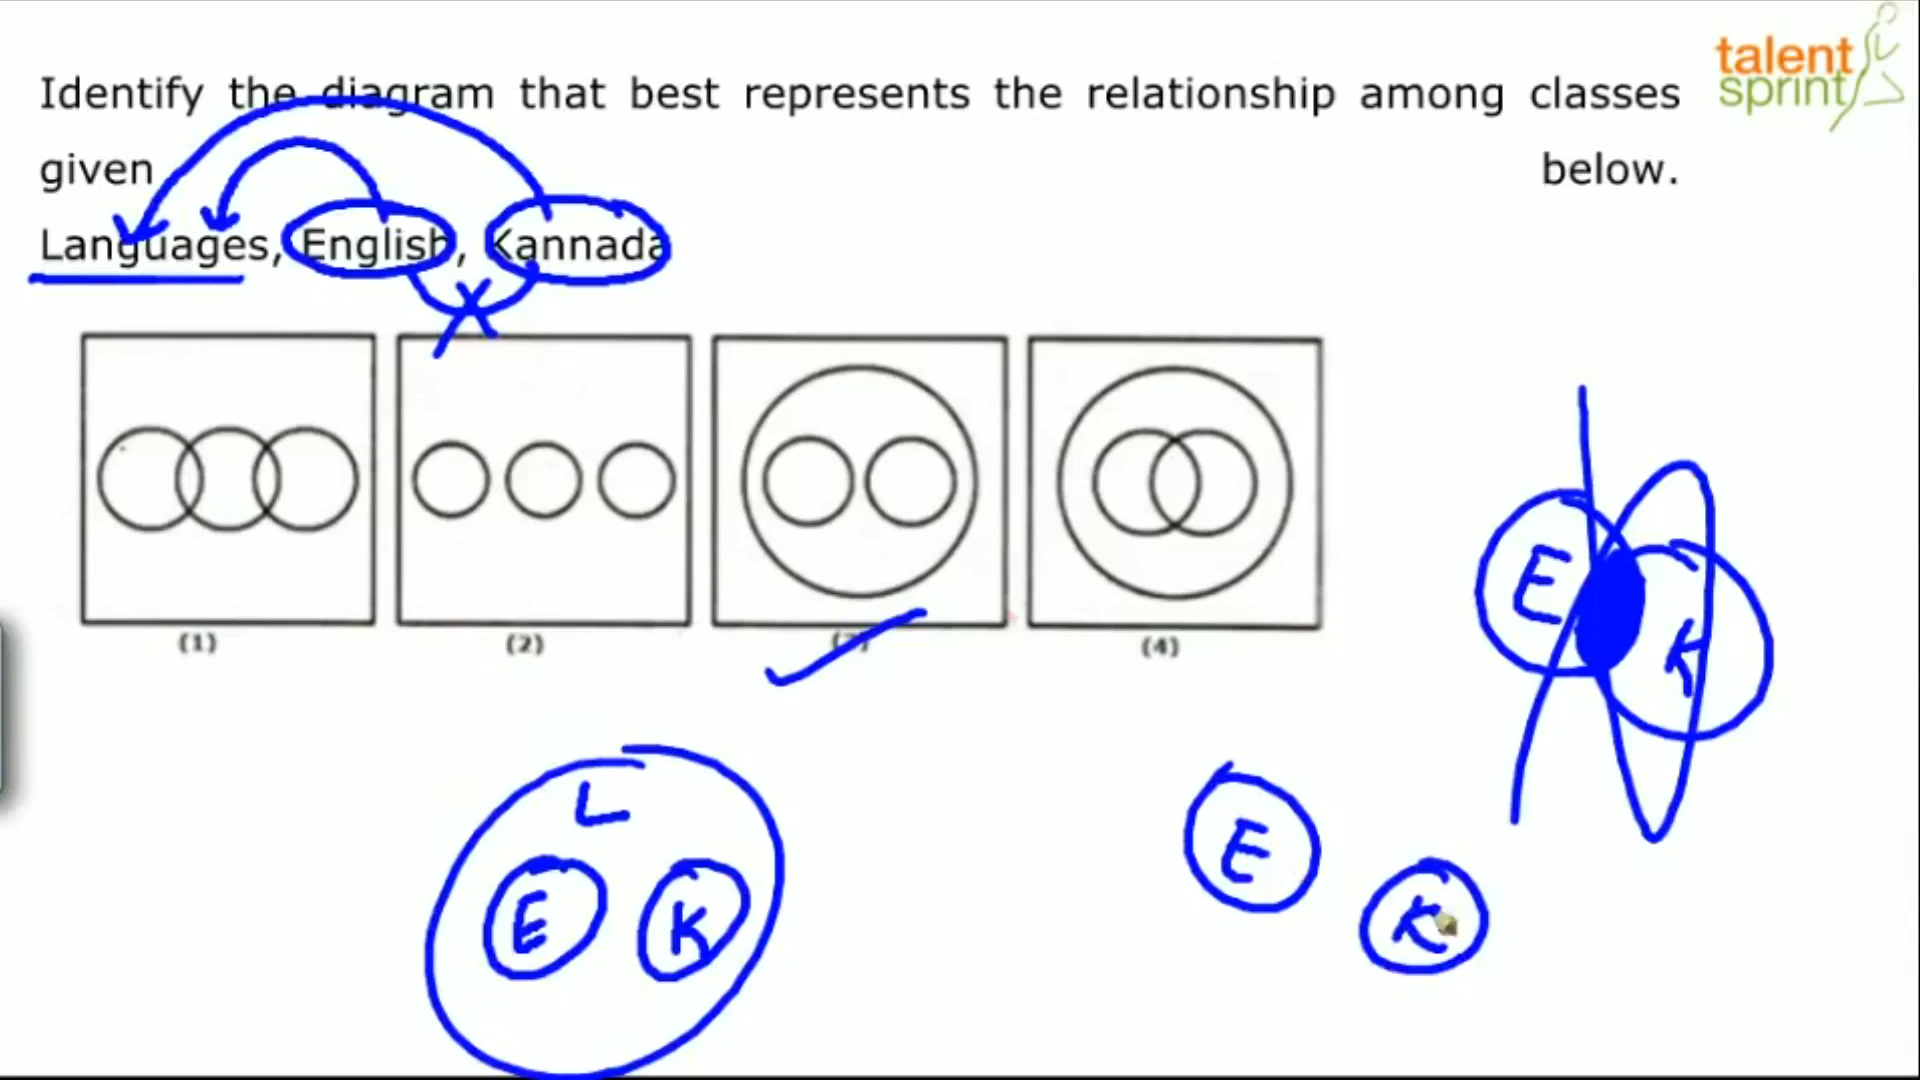 talent
sprint
Identify the diagram that best represents the relationship among classes
given below.
Languages, English, Kannada
(1) (2) (3) (4)
E
K
L
E K
E
K